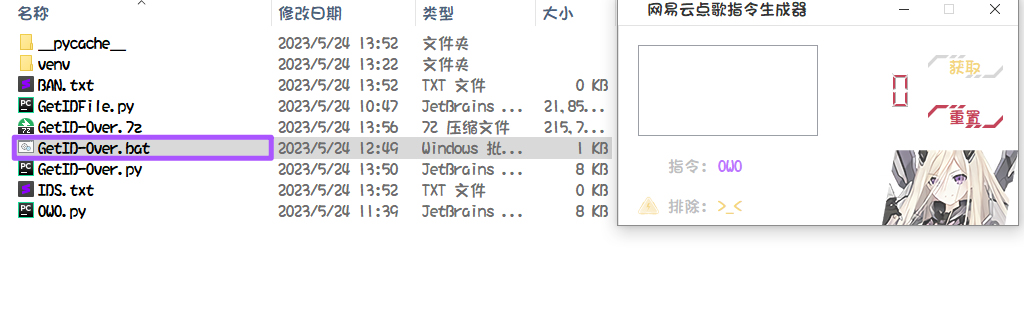 名称 修改日期 类型 大小
__pycache__ 2023/5/24 13:52 文件夹
venv 2023/5/24 13:22 文件夹
BAN.txt 2023/5/24 13:52 TXT 文件 0 KB
GetIDFile.py 2023/5/24 10:47 JetBrains ... 21,85...
GetID-Over.7z 2023/5/24 13:56 7Z 压缩文件 215,7...
GetID-Over.bat 2023/5/24 12:49 Windows 批... 1 KB
GetID-Over.py 2023/5/24 13:50 JetBrains ... 8 KB
IDS.txt 2023/5/24 13:52 TXT 文件 0 KB
OWO.py 2023/5/24 11:39 JetBrains ... 8 KB
网易云点歌指令生成器
获取
0
重置
指令: OWO
排除: >_<